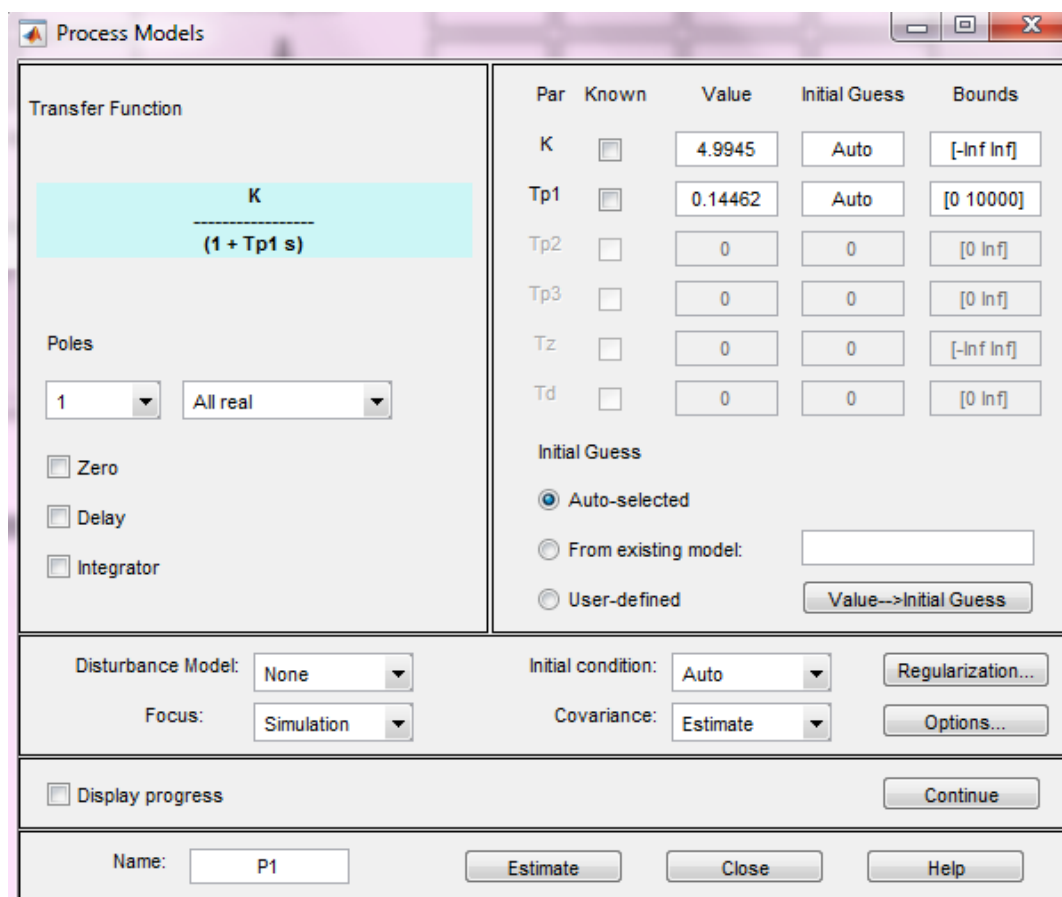 Process Models
Transfer Function
K
-----------------
(1 + Tp1 s)
Poles
1 All real
Zero
Delay
Integrator
Par Known Value Initial Guess Bounds
K 4.9945 Auto [-Inf Inf]
Tp1 0.14462 Auto [0 10000]
Tp2 0 0 [0 Inf]
Tp3 0 0 [0 Inf]
Tz 0 0 [-Inf Inf]
Td 0 0 [0 Inf]
Initial Guess
Auto-selected
From existing model:
User-defined Value-->Initial Guess
Disturbance Model: None Initial condition: Auto Regularization...
Focus: Simulation Covariance: Estimate Options...
Display progress Continue
Name: P1 Estimate Close Help